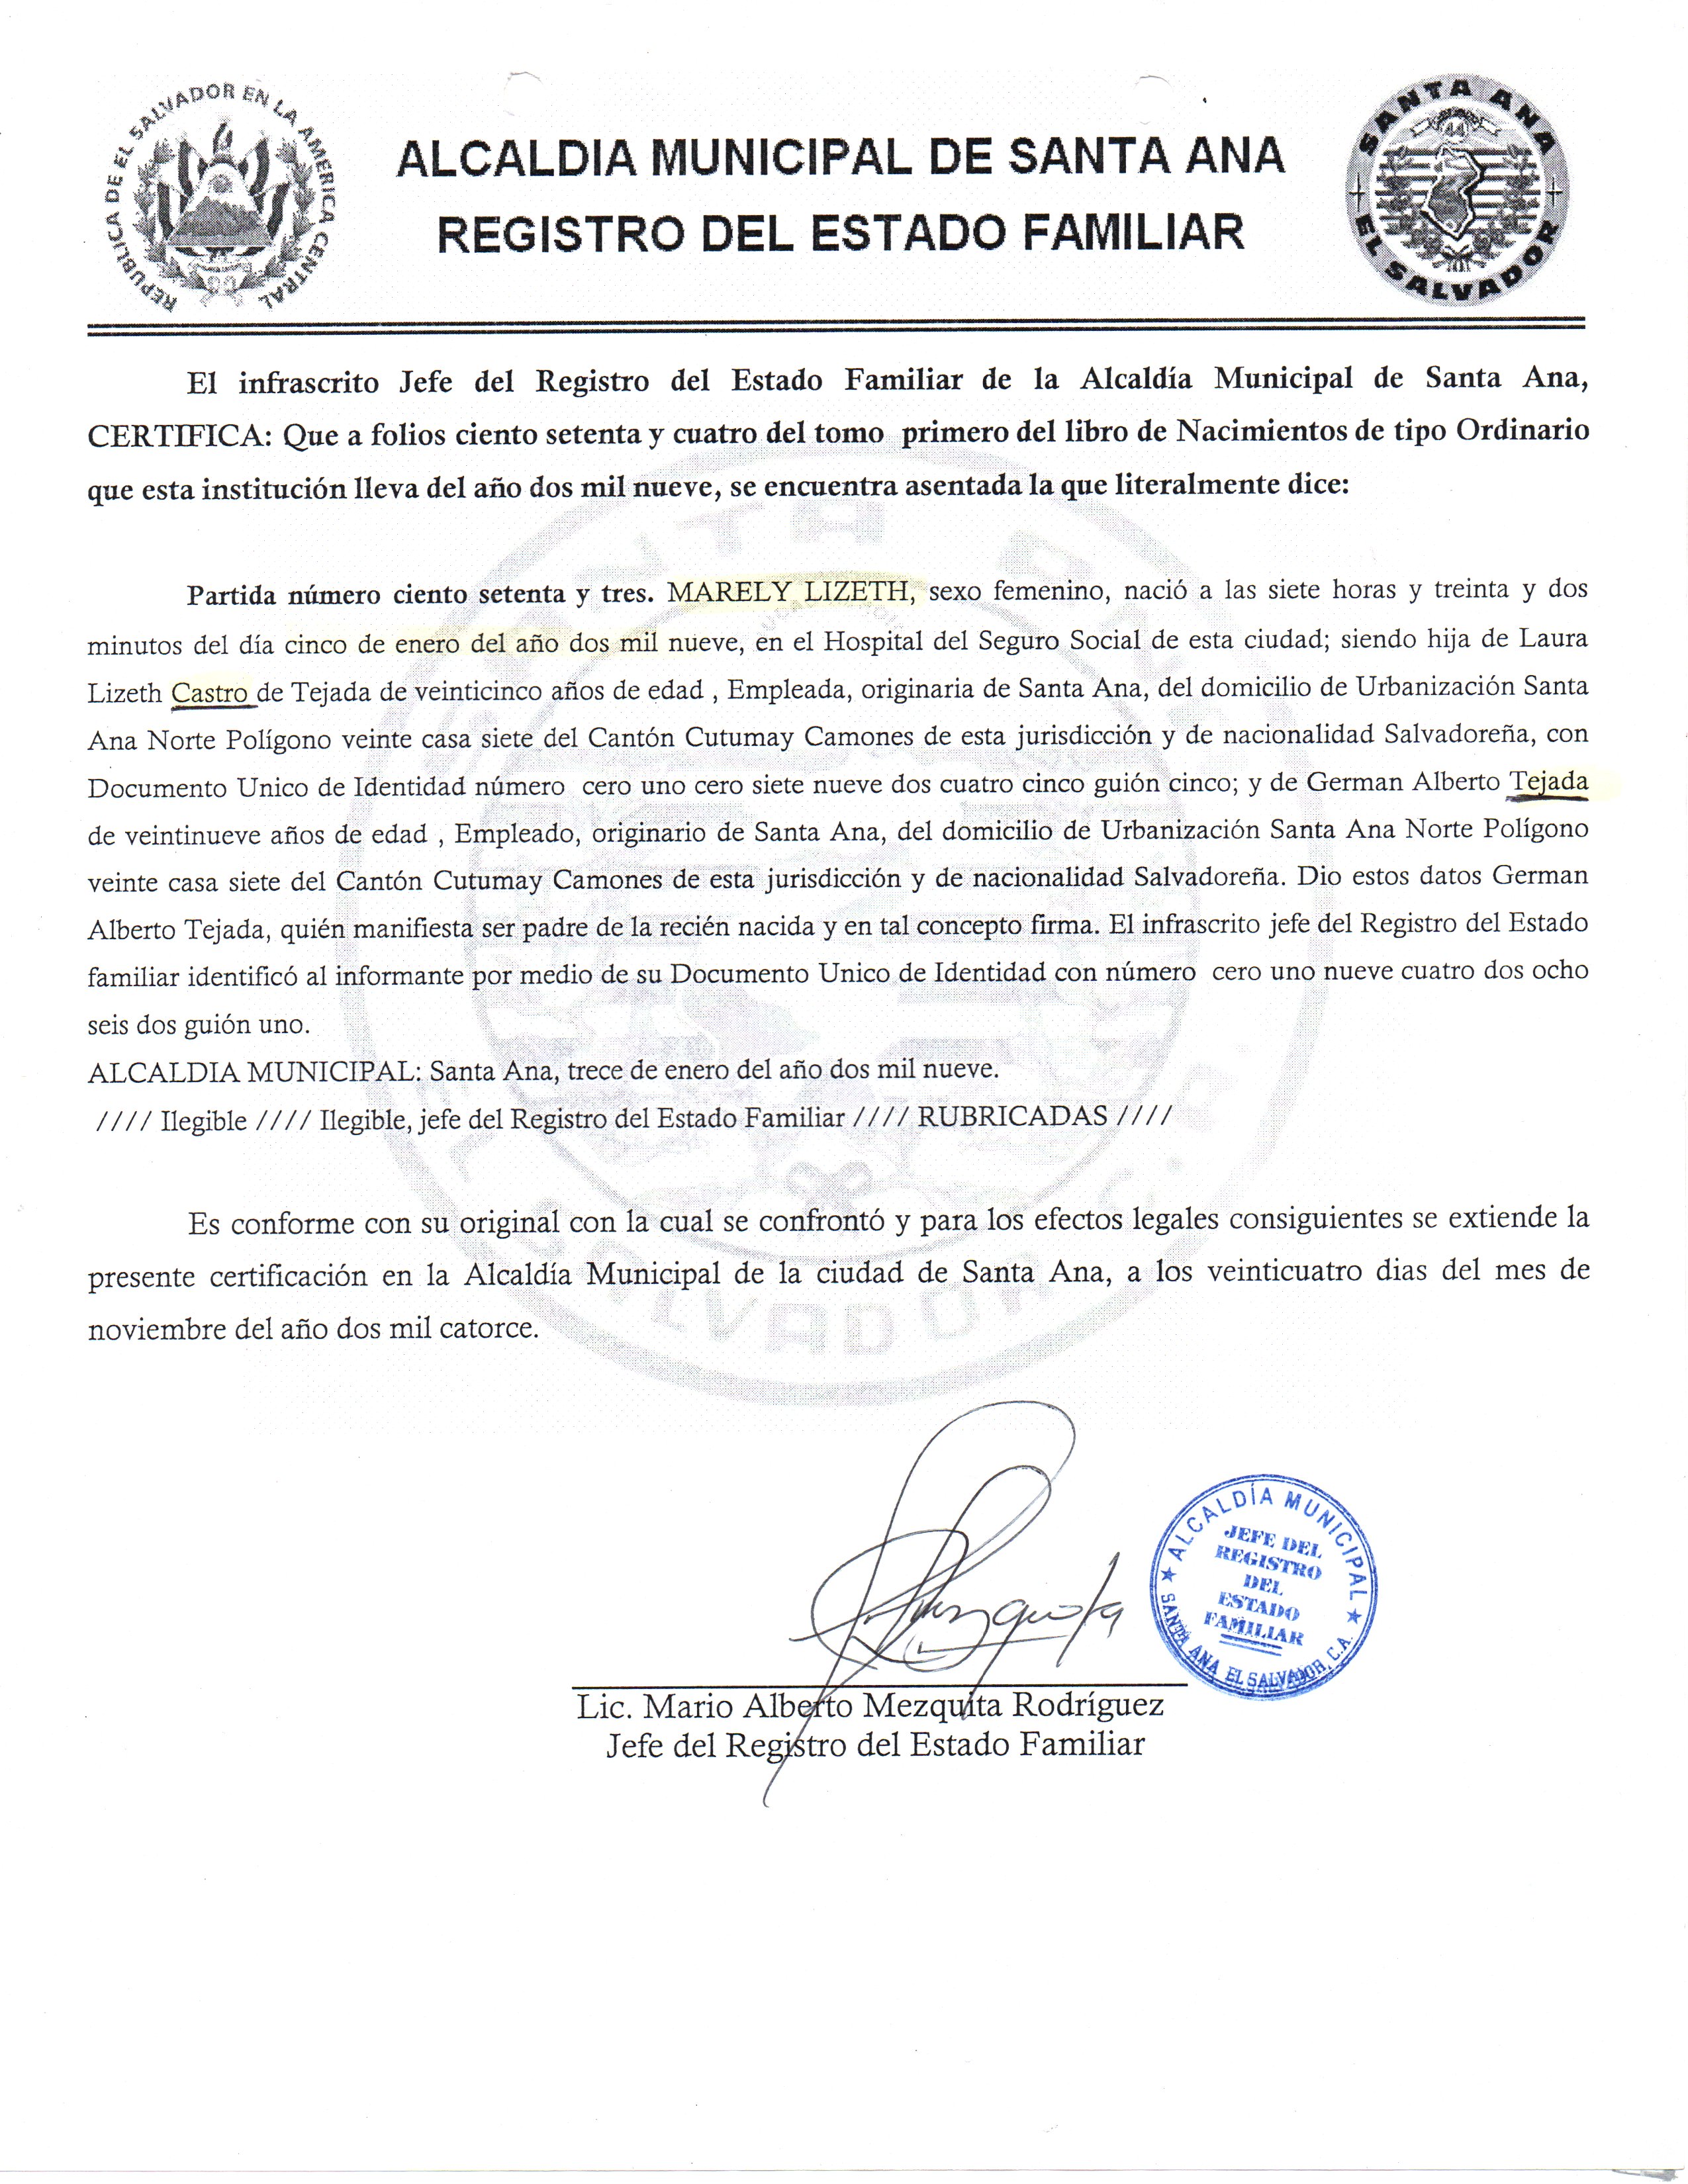 REPUBLICA DE EL SALVADOR EN LA AMERICA CENTRAL
ALCALDIA MUNICIPAL DE SANTA ANA
REGISTRO DEL ESTADO FAMILIAR
SANTA ANA
44
EL SALVADOR
El infrascrito Jefe del Registro del Estado Familiar de la Alcaldía Municipal de Santa Ana,
CERTIFICA: Que a folios ciento setenta y cuatro del tomo primero del libro de Nacimientos de tipo Ordinario
que esta institución lleva del año dos mil nueve, se encuentra asentada la que literalmente dice:
Partida número ciento setenta y tres. MARELY LIZETH, sexo femenino, nació a las siete horas y treinta y dos
minutos del día cinco de enero del año dos mil nueve, en el Hospital del Seguro Social de esta ciudad; siendo hija de Laura
Lizeth Castro de Tejada de veinticinco años de edad , Empleada, originaria de Santa Ana, del domicilio de Urbanización Santa
Ana Norte Polígono veinte casa siete del Cantón Cutumay Camones de esta jurisdicción y de nacionalidad Salvadoreña, con
Documento Unico de Identidad número cero uno cero siete nueve dos cuatro cinco guión cinco; y de German Alberto Tejada
de veintinueve años de edad , Empleado, originario de Santa Ana, del domicilio de Urbanización Santa Ana Norte Polígono
veinte casa siete del Cantón Cutumay Camones de esta jurisdicción y de nacionalidad Salvadoreña. Dio estos datos German
Alberto Tejada, quién manifiesta ser padre de la recién nacida y en tal concepto firma. El infrascrito jefe del Registro del Estado
familiar identificó al informante por medio de su Documento Unico de Identidad con número cero uno nueve cuatro dos ocho
seis dos guión uno.
ALCALDIA MUNICIPAL: Santa Ana, trece de enero del año dos mil nueve.
//// Ilegible //// Ilegible, jefe del Registro del Estado Familiar //// RUBRICADAS ////
Es conforme con su original con la cual se confrontó y para los efectos legales consiguientes se extiende la
presente certificación en la Alcaldía Municipal de la ciudad de Santa Ana, a los veinticuatro dias del mes de
noviembre del año dos mil catorce.
ALCALDÍA MUNICIPAL
JEFE DEL
REGISTRO
DEL
ESTADO
FAMILIAR
SANTA ANA EL SALVADOR, C.A.
Lic. Mario Alberto Mezquita Rodríguez
Jefe del Registro del Estado Familiar